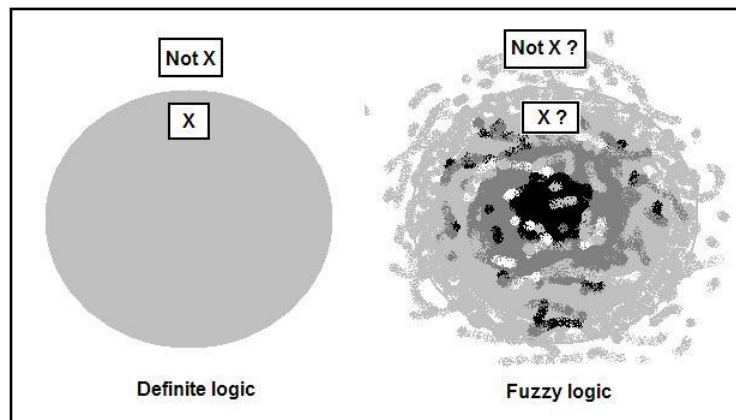 Not X
X
Definite logic
Not X ?
X ?
Fuzzy logic